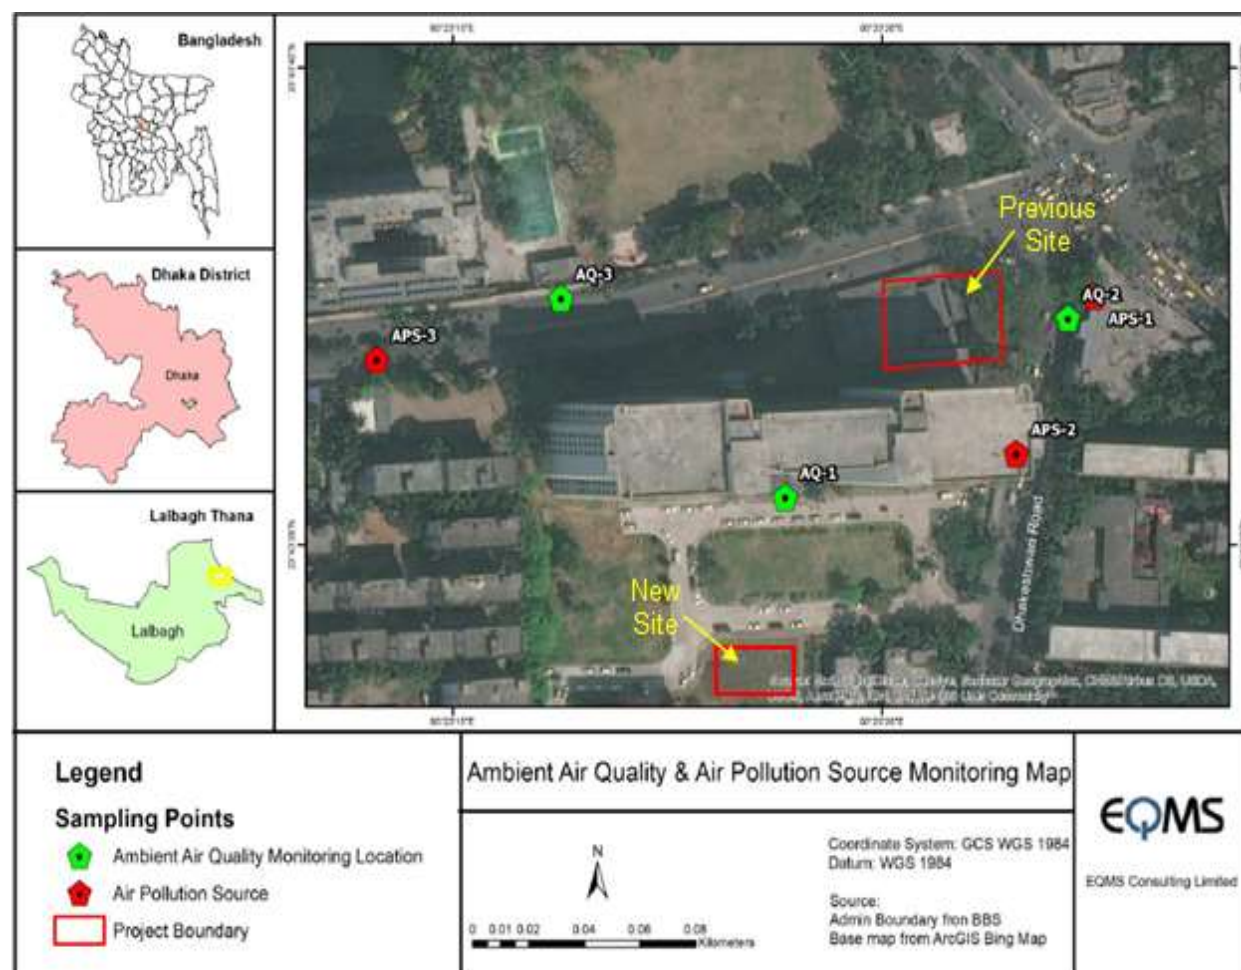 Bangladesh
Dhaka District
Dhaka
Lalbagh Thana
Lalbagh
Previous
Site
AQ-3
AQ-2
APS-1
APS-3
APS-2
AQ-1
Dhakeshwari Road
New
Site
Legend
Sampling Points
Ambient Air Quality Monitoring Location
Air Pollution Source
Project Boundary
Ambient Air Quality & Air Pollution Source Monitoring Map
N
0 0.01 0.02 0.04 0.06 0.08
Kilometers
Coordinate System: GCS WGS 1984
Datum: WGS 1984
Source:
Admin Boundary fron BBS
Base map from ArcGIS Bing Map
EQMS
EQMS Consulting Limited